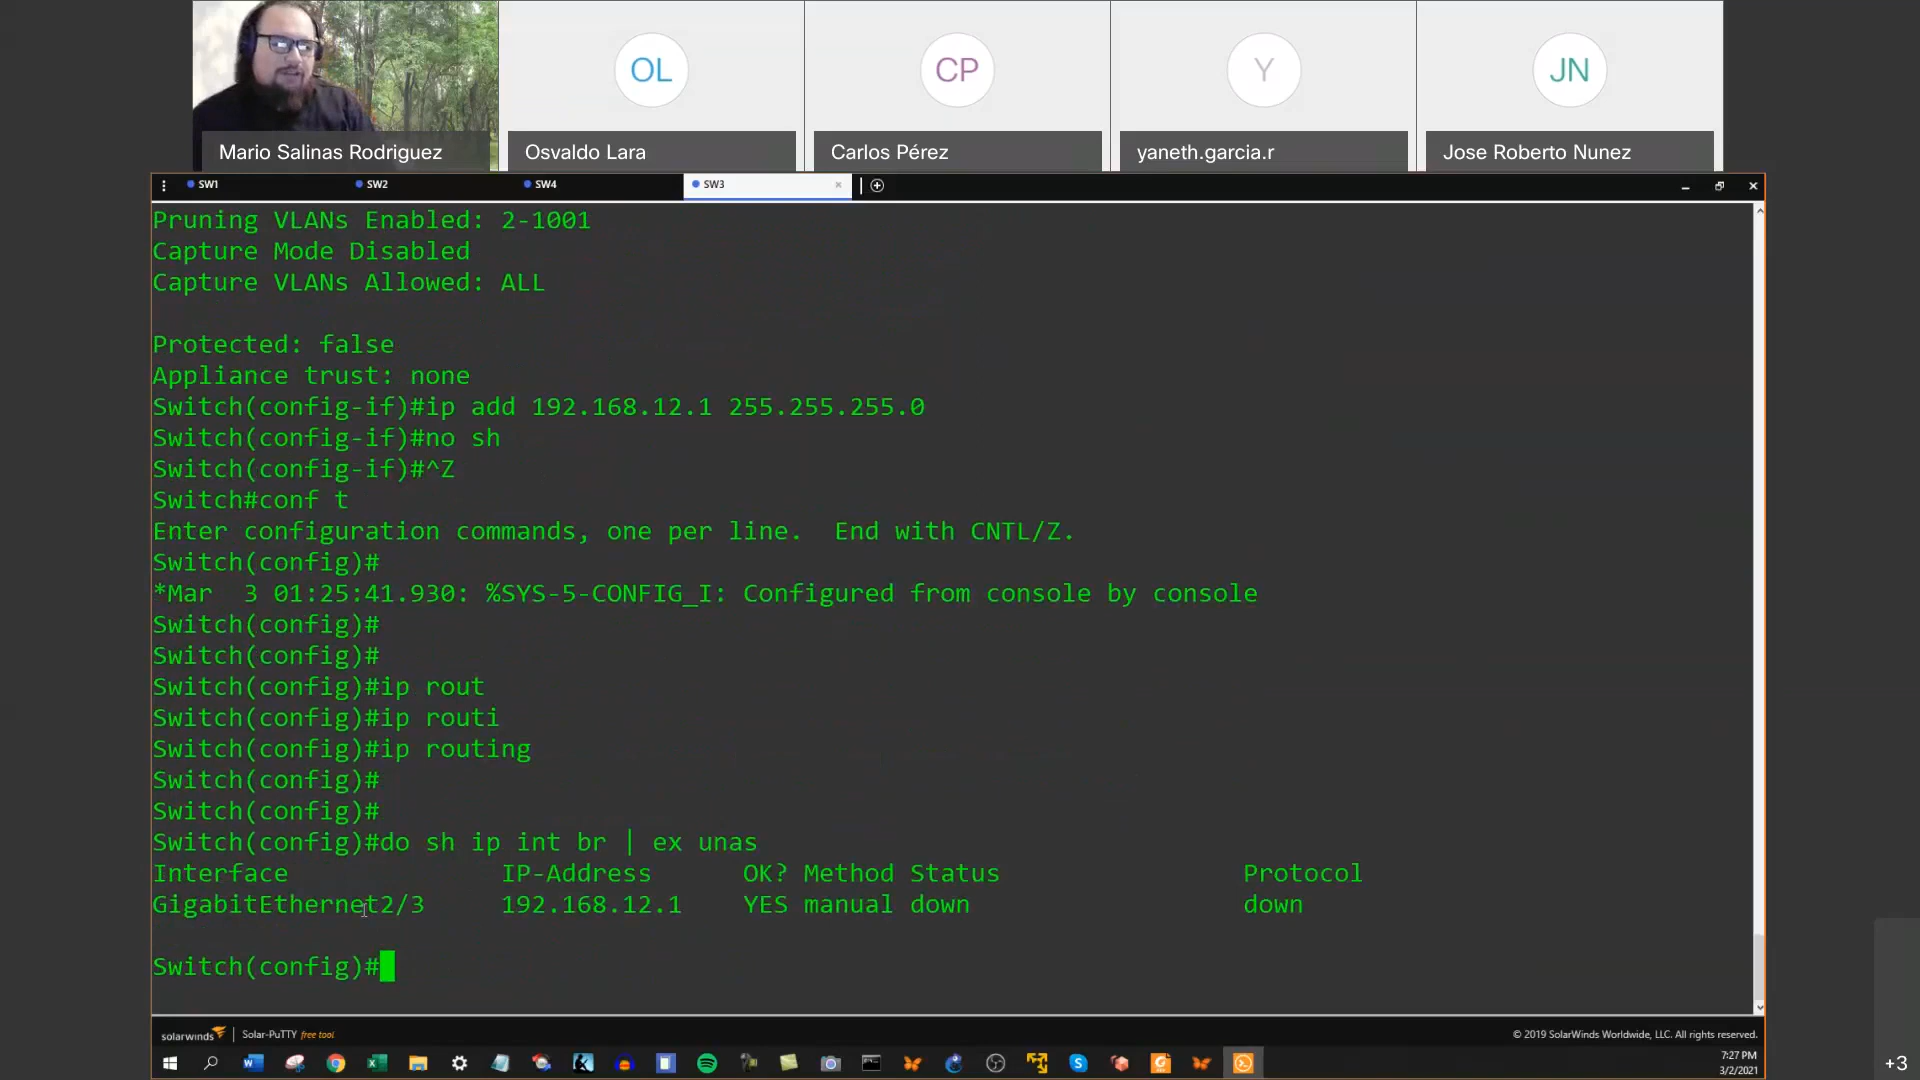 OL
CP
Y
JN
Mario Salinas Rodriguez
Osvaldo Lara
Carlos Pérez
yaneth.garcia.r
Jose Roberto Nunez
SW1
SW2
SW4
SW3
Pruning VLANs Enabled: 2-1001
Capture Mode Disabled
Capture VLANs Allowed: ALL
Protected: false
Appliance trust: none
Switch(config-if)#ip add 192.168.12.1 255.255.255.0
Switch(config-if)#no sh
Switch(config-if)#^Z
Switch#conf t
Enter configuration commands, one per line.  End with CNTL/Z.
Switch(config)#
*Mar  3 01:25:41.930: %SYS-5-CONFIG_I: Configured from console by console
Switch(config)#
Switch(config)#
Switch(config)#ip rout
Switch(config)#ip routi
Switch(config)#ip routing
Switch(config)#
Switch(config)#
Switch(config)#do sh ip int br | ex unas
Interface IP-Address OK? Method Status Protocol
GigabitEthernet2/3 192.168.12.1 YES manual down down
Switch(config)#
solarwinds | Solar-PuTTY free tool
© 2019 SolarWinds Worldwide, LLC. All rights reserved.
7:27 PM
3/2/2021
+3